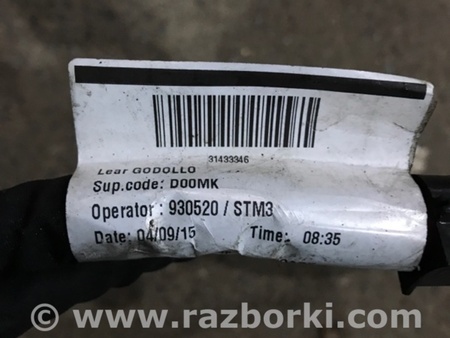 31433346
Lear GODOLLO
Sup.code: D00MK
Operator : 930520 / STM3
Date: 04/09/15 Time: 08:35
© www.razborki.com